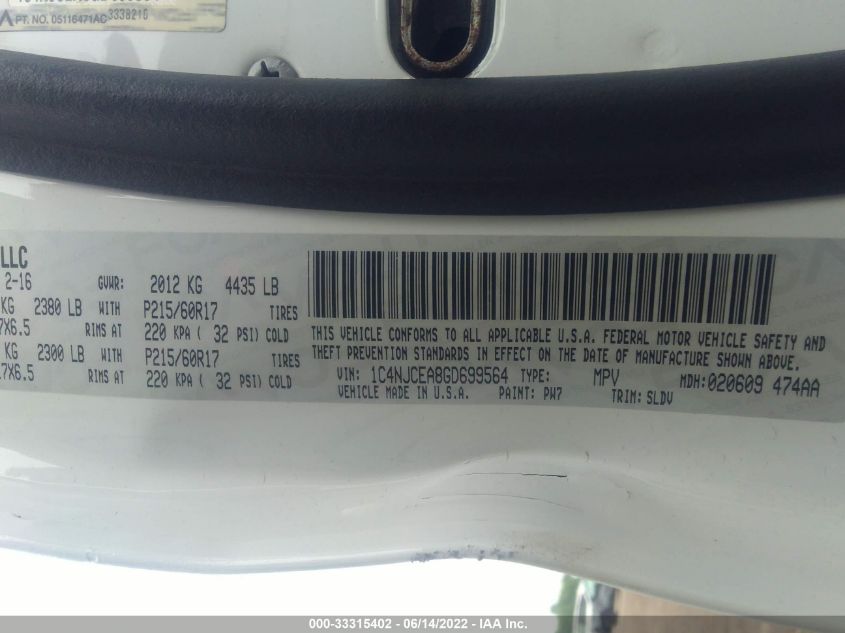 PT. NO. 05116471AC 3338216
LLC
2-16 GVWR: 2012 KG 4435 LB
KG 2380 LB WITH P215/60R17 TIRES
7X6.5 RIMS AT 220 KPA ( 32 PSI) COLD
KG 2300 LB WITH P215/60R17 TIRES
17X6.5 RIMS AT 220 KPA ( 32 PSI) COLD
THIS VEHICLE CONFORMS TO ALL APPLICABLE U.S.A. FEDERAL MOTOR VEHICLE SAFETY AND
THEFT PREVENTION STANDARDS IN EFFECT ON THE DATE OF MANUFACTURE SHOWN ABOVE.
VIN: 1C4NJCEA8GD699564 TYPE: MPV MDH:020609 474AA
VEHICLE MADE IN U.S.A. PAINT: PW7 TRIM: SLDV
000-33315402 - 06/14/2022 - IAA Inc.